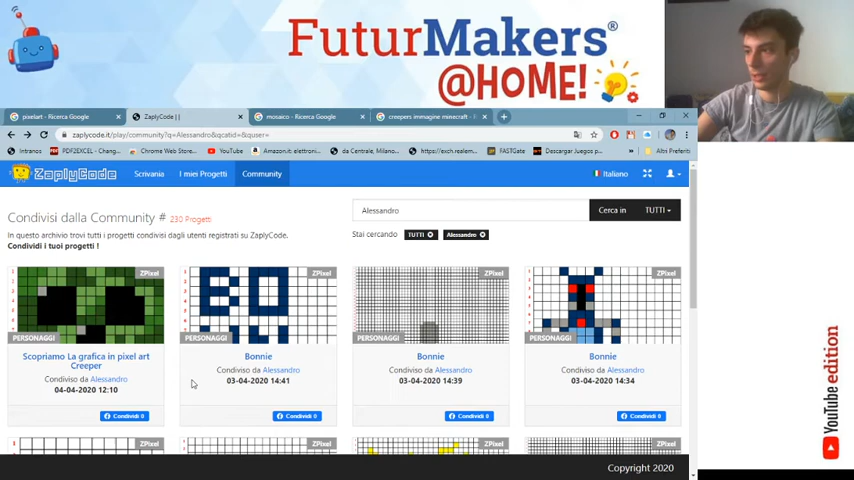 FuturMakers®
@HOME!
pixelart - Ricerca Google
ZaplyCode | |
mosaico - Ricerca Google
creepers immagine minecraft - R
zaplycode.it/play/community?q=Alessandro&qcatid=&quser=
Intranos
PDF2EXCEL - Chang...
Chrome Web Store...
YouTube
Amazon.it: elettroni...
da Centrale, Milano...
https://exch.realem...
FASTGate
Descargar Juegos p...
Altri Preferiti
ZaplyCode
Scrivania
I miei Progetti
Community
Italiano
Condivisi dalla Community # 230 Progetti
In questo archivio trovi tutti i progetti condivisi dagli utenti registrati su ZaplyCode.
Condividi i tuoi progetti !
Alessandro
Cerca in
TUTTI
Stai cercando
TUTTI
Alessandro
ZPixel
ZPixel
ZPixel
ZPixel
BO
PERSONAGGI
PERSONAGGI
PERSONAGGI
PERSONAGGI
Scopriamo La grafica in pixel art
Creeper
Condiviso da Alessandro
04-04-2020 12:10
Condividi 0
Bonnie
Condiviso da Alessandro
03-04-2020 14:41
Condividi 0
Bonnie
Condiviso da Alessandro
03-04-2020 14:39
Condividi 0
Bonnie
Condiviso da Alessandro
03-04-2020 14:34
Condividi 0
ZPixel
ZPixel
ZPixel
ZPixel
Copyright 2020
YouTube edition